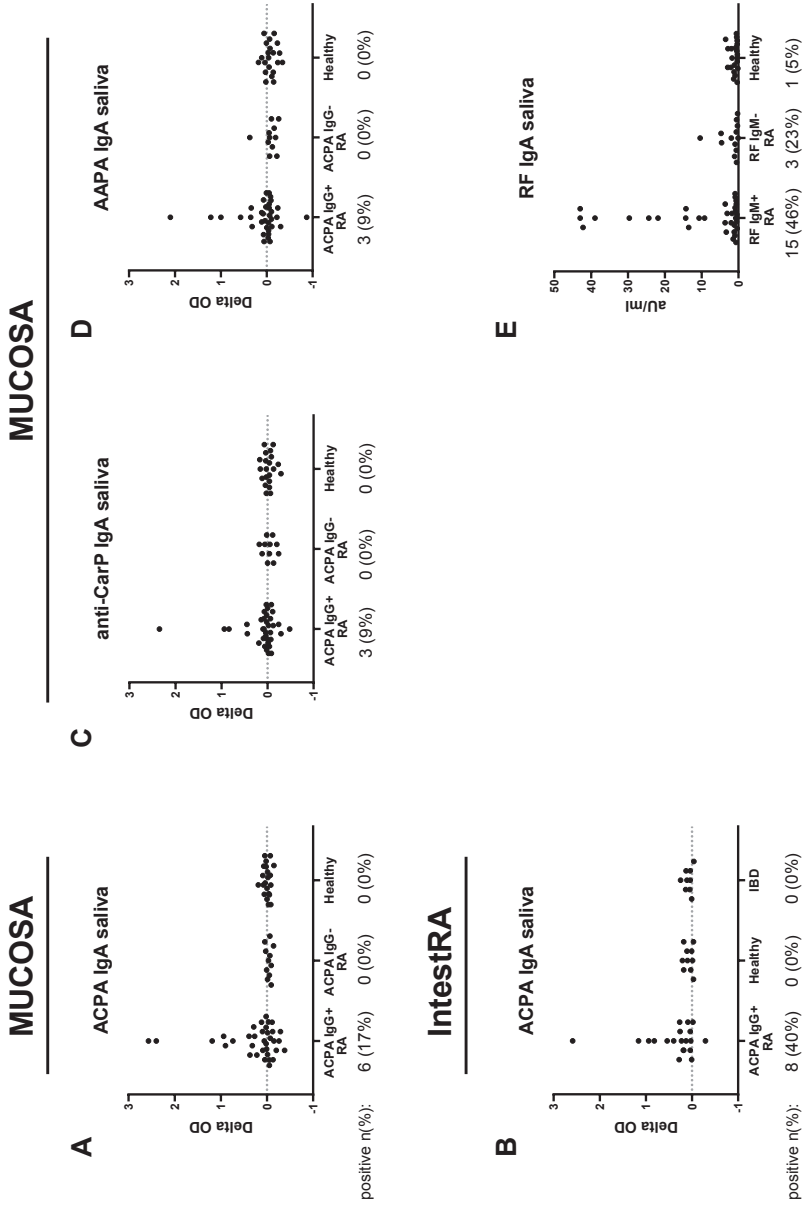 MUCOSA
A
ACPA IgA saliva
Delta OD
3
2
1
0
-1
ACPA IgG+
RA
ACPA IgG-
RA
Healthy
positive n(%):
6 (17%)
0 (0%)
0 (0%)
MUCOSA
C
anti-CarP IgA saliva
Delta OD
3
2
1
0
-1
ACPA IgG+
RA
ACPA IgG-
RA
Healthy
3 (9%)
0 (0%)
0 (0%)
D
AAPA IgA saliva
Delta OD
3
2
1
0
-1
ACPA IgG+
RA
ACPA IgG-
RA
Healthy
3 (9%)
0 (0%)
0 (0%)
IntestRA
B
ACPA IgA saliva
Delta OD
3
2
1
0
-1
ACPA IgG+
RA
Healthy
IBD
positive n(%):
8 (40%)
0 (0%)
0 (0%)
E
RF IgA saliva
aU/ml
50
40
30
20
10
0
RF IgM+
RA
RF IgM-
RA
Healthy
15 (46%)
3 (23%)
1 (5%)